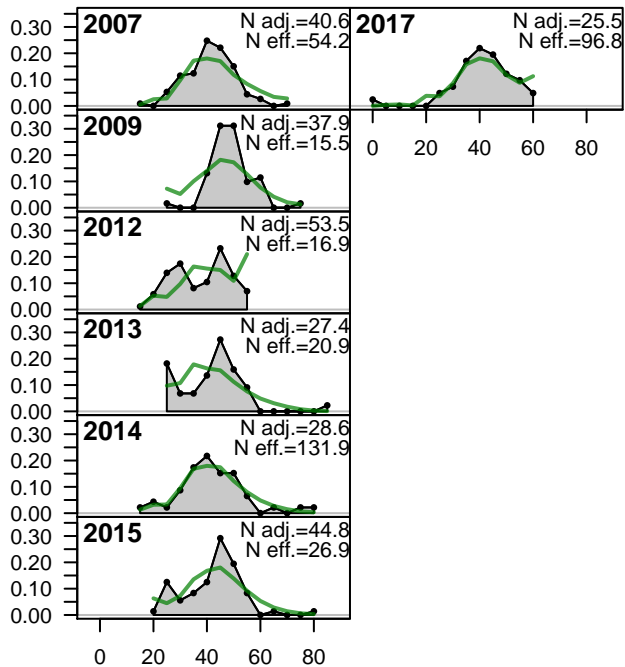 2007
N adj.=40.6
N eff.=54.2
0.30
0.20
0.10
0.00
2009
N adj.=37.9
N eff.=15.5
0.30
0.20
0.10
0.00
2012
N adj.=53.5
N eff.=16.9
0.30
0.20
0.10
0.00
2013
N adj.=27.4
N eff.=20.9
0.30
0.20
0.10
0.00
2014
N adj.=28.6
N eff.=131.9
0.30
0.20
0.10
0.00
2015
N adj.=44.8
N eff.=26.9
0.30
0.20
0.10
0.00
0 20 40 60 80
2017
N adj.=25.5
N eff.=96.8
0 20 40 60 80